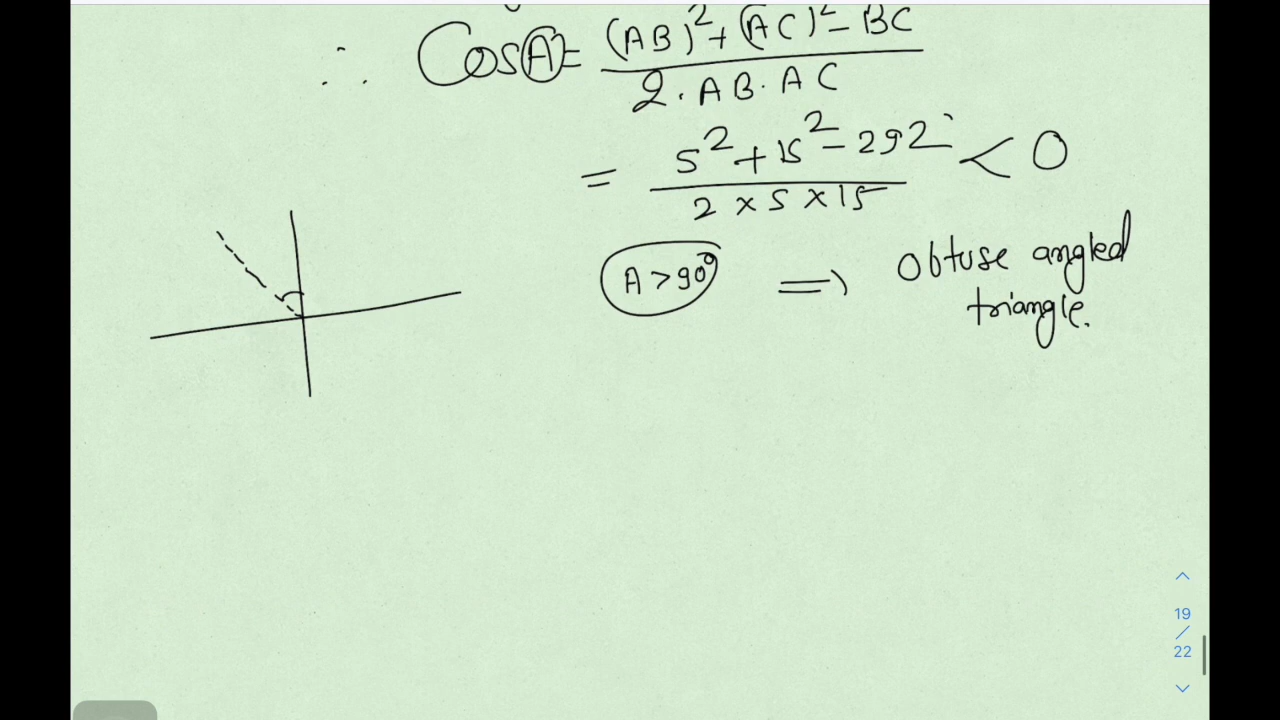 ∴ CosA = (AB)² + (AC)² - BC
2 . AB . AC
= 5² + 15² - 292 < 0
2 × 5 × 15
A > 90° ⇒ Obtuse angled
triangle.
19
/
22